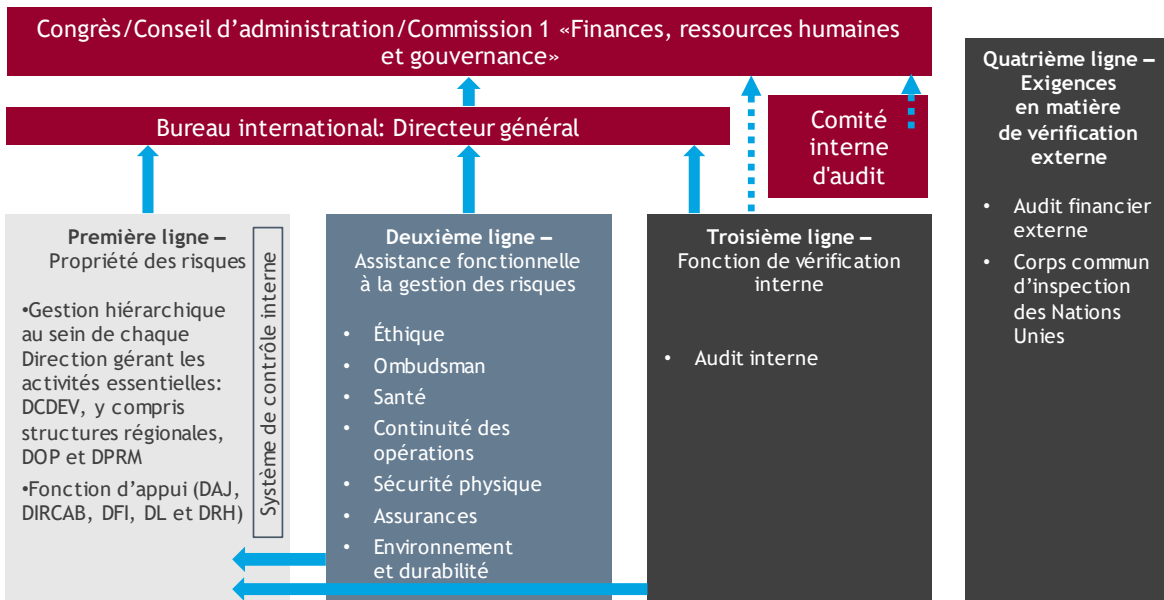 Congrès/Conseil d’administration/Commission 1 «Finances, ressources humaines
et gouvernance»
Bureau international: Directeur général
Comité
interne
d'audit
Première ligne –
Propriété des risques
•Gestion hiérarchique
au sein de chaque
Direction gérant les
activités essentielles:
DCDEV, y compris
structures régionales,
DOP et DPRM
•Fonction d’appui (DAJ,
DIRCAB, DFI, DL et DRH)
Système de contrôle interne
Deuxième ligne –
Assistance fonctionnelle
à la gestion des risques
• Éthique
• Ombudsman
• Santé
• Continuité des
opérations
• Sécurité physique
• Assurances
• Environnement
et durabilité
Troisième ligne –
Fonction de vérification
interne
• Audit interne
Quatrième ligne –
Exigences
en matière
de vérification
externe
• Audit financier
externe
• Corps commun
d’inspection
des Nations
Unies